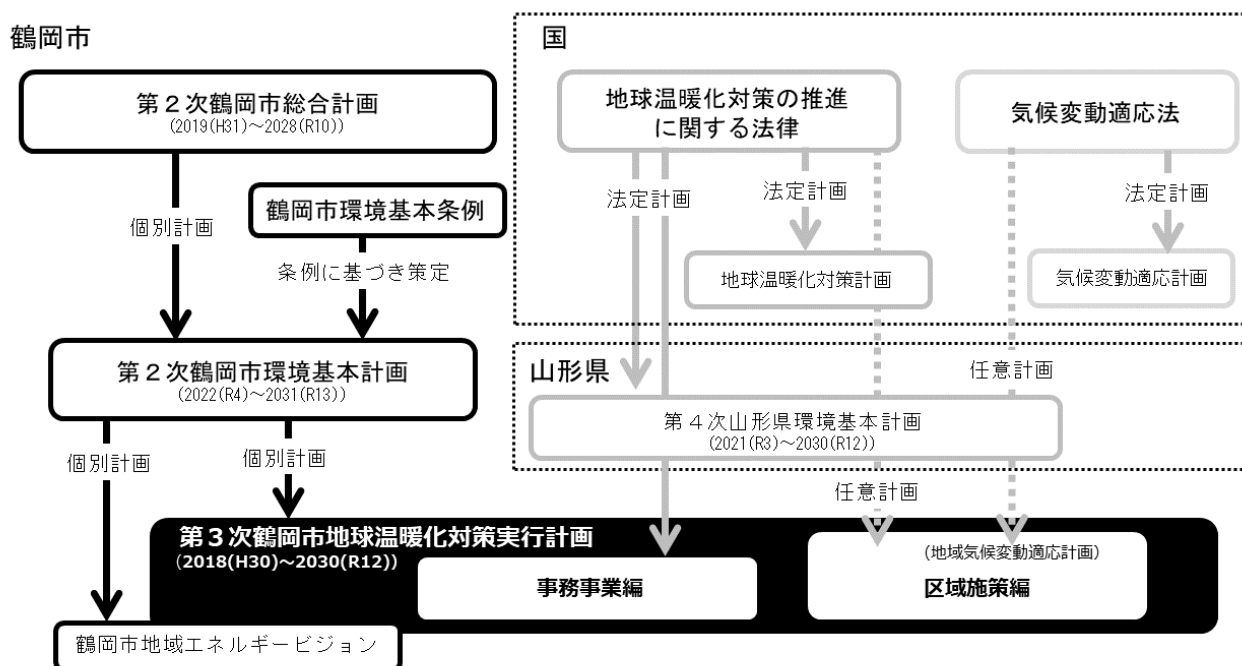 鶴岡市
第２次鶴岡市総合計画
(2019(H31)～2028(R10))
個別計画
鶴岡市環境基本条例
条例に基づき策定
第２次鶴岡市環境基本計画
(2022(R4)～2031(R13))
個別計画
個別計画
国
地球温暖化対策の推進
に関する法律
気候変動適応法
法定計画
法定計画
法定計画
地球温暖化対策計画
気候変動適応計画
山形県
任意計画
第４次山形県環境基本計画
(2021(R3)～2030(R12))
任意計画
第３次鶴岡市地球温暖化対策実行計画
(2018(H30)～2030(R12))
事務事業編
(地域気候変動適応計画)
区域施策編
鶴岡市地域エネルギービジョン